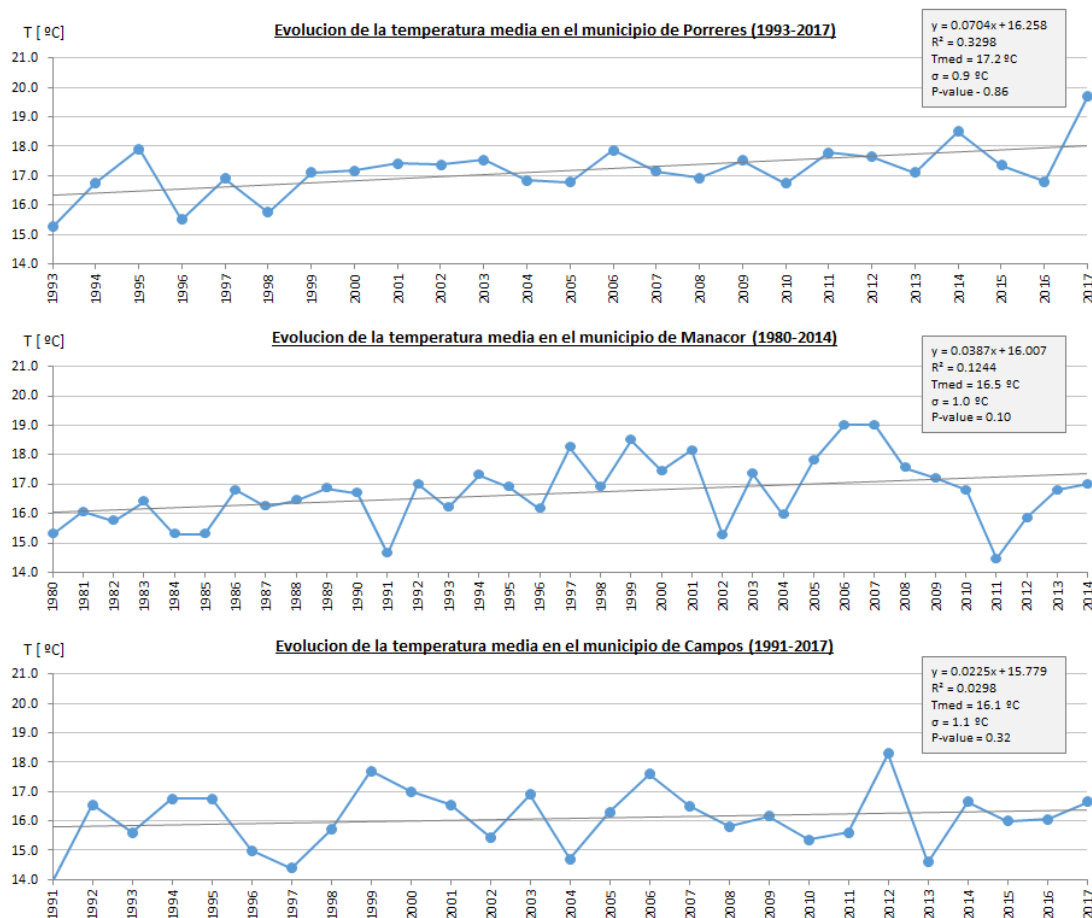 T [ ºC]
Evolucion de la temperatura media en el municipio de Porreres (1993-2017)
y = 0.0704x + 16.258
R² = 0.3298
Tmed = 17.2 ºC
σ = 0.9 ºC
P-value - 0.86
21.0
20.0
19.0
18.0
17.0
16.0
15.0
14.0
1993 1994 1995 1996 1997 1998 1999 2000 2001 2002 2003 2004 2005 2006 2007 2008 2009 2010 2011 2012 2013 2014 2015 2016 2017
T [ ºC]
Evolucion de la temperatura media en el municipio de Manacor (1980-2014)
y = 0.0387x + 16.007
R² = 0.1244
Tmed = 16.5 ºC
σ = 1.0 ºC
P-value = 0.10
21.0
20.0
19.0
18.0
17.0
16.0
15.0
14.0
1980 1981 1982 1983 1984 1985 1986 1987 1988 1989 1990 1991 1992 1993 1994 1995 1996 1997 1998 1999 2000 2001 2002 2003 2004 2005 2006 2007 2008 2009 2010 2011 2012 2013 2014
T [ ºC]
Evolucion de la temperatura media en el municipio de Campos (1991-2017)
y = 0.0225x + 15.779
R² = 0.0298
Tmed = 16.1 ºC
σ = 1.1 ºC
P-value = 0.32
21.0
20.0
19.0
18.0
17.0
16.0
15.0
14.0
1991 1992 1993 1994 1995 1996 1997 1998 1999 2000 2001 2002 2003 2004 2005 2006 2007 2008 2009 2010 2011 2012 2013 2014 2015 2016 2017